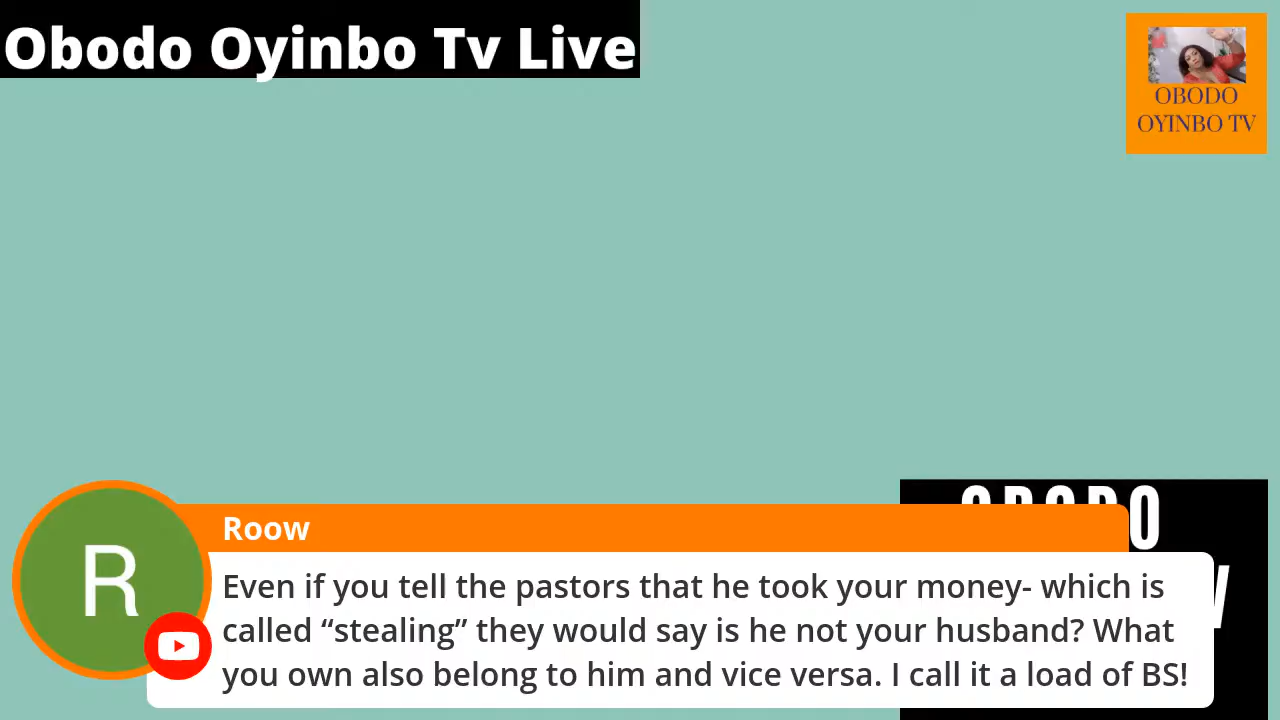 Obodo Oyinbo Tv Live
OBODO
OYINBO TV
OBODO
Roow
R
Even if you tell the pastors that he took your money- which is
called “stealing” they would say is he not your husband? What
you own also belong to him and vice versa. I call it a load of BS!